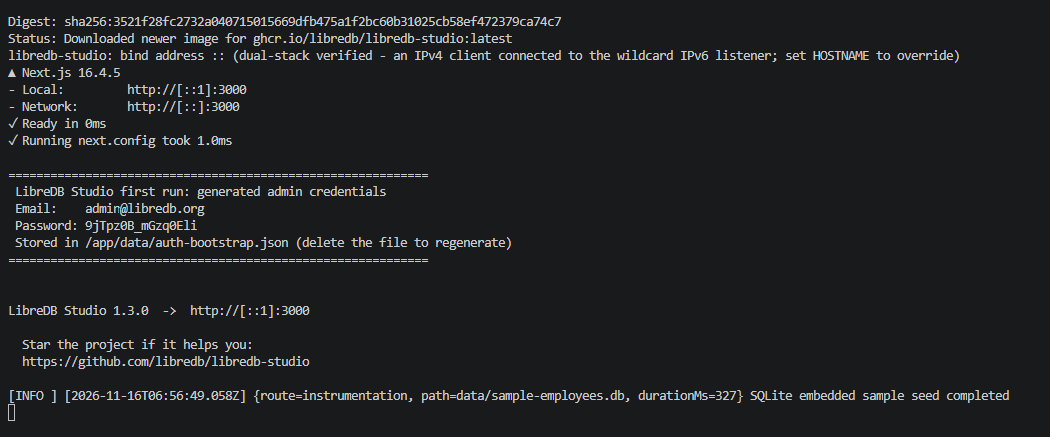 Digest: sha256:3521f28fc2732a040715015669dfb475a1f2bc60b31025cb58ef472379ca74c7
Status: Downloaded newer image for ghcr.io/libredb/libredb-studio:latest
libredb-studio: bind address :: (dual-stack verified - an IPv4 client connected to the wildcard IPv6 listener; set HOSTNAME to override)
▲ Next.js 16.4.5
- Local:         http://[::1]:3000
- Network:       http://[::]:3000
✓ Ready in 0ms
✓ Running next.config took 1.0ms
============================================================
LibreDB Studio first run: generated admin credentials
Email:    admin@libredb.org
Password: 9jTpz0B_mGzq0Eli
Stored in /app/data/auth-bootstrap.json (delete the file to regenerate)
============================================================
LibreDB Studio 1.3.0  ->  http://[::1]:3000
Star the project if it helps you:
https://github.com/libredb/libredb-studio
[INFO ] [2026-11-16T06:56:49.058Z] {route=instrumentation, path=data/sample-employees.db, durationMs=327} SQLite embedded sample seed completed